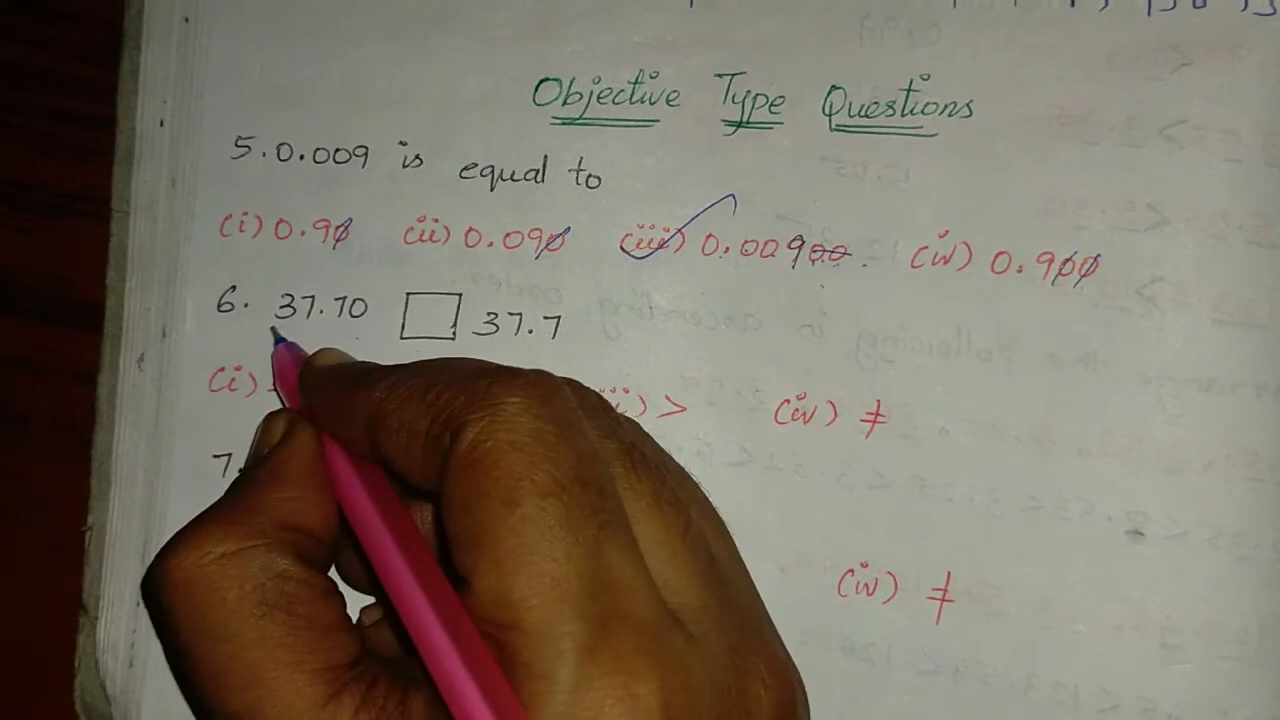 Objective Type Questions
5. 0.009 is equal to
(i) 0.90 (ii) 0.090 (iii) 0.00900 (iv) 0.900
6. 37.70 □ 37.7
(i) > (iv) ≠
7.
(iv) ≠